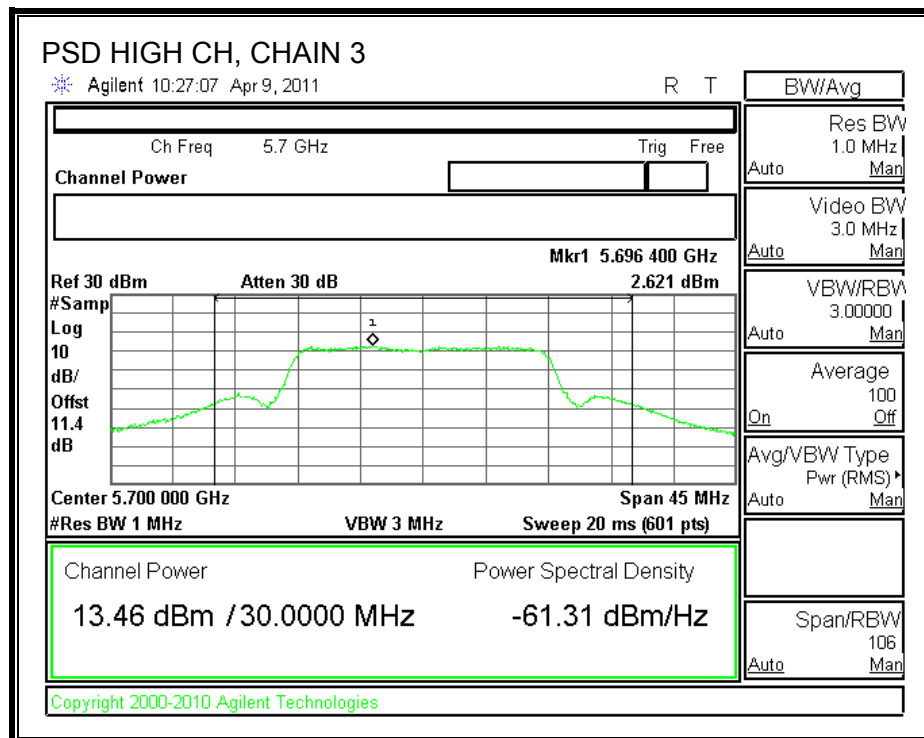 PSD HIGH CH, CHAIN 3
Agilent 10:27:07 Apr 9, 2011 R T
BW/Avg
Ch Freq 5.7 GHz Trig Free
Channel Power
Res BW
1.0 MHz
Auto Man
Video BW
3.0 MHz
Auto Man
Mkr1 5.696 400 GHz
Ref 30 dBm Atten 30 dB 2.621 dBm
#Samp
Log
10
dB/
Offst
11.4
dB
1
VBW/RBW
3.00000
Auto Man
Average
100
On Off
Avg/VBW Type
Pwr (RMS)
Auto Man
Center 5.700 000 GHz Span 45 MHz
#Res BW 1 MHz VBW 3 MHz Sweep 20 ms (601 pts)
Channel Power Power Spectral Density
13.46 dBm / 30.0000 MHz -61.31 dBm/Hz
Span/RBW
106
Auto Man
Copyright 2000-2010 Agilent Technologies